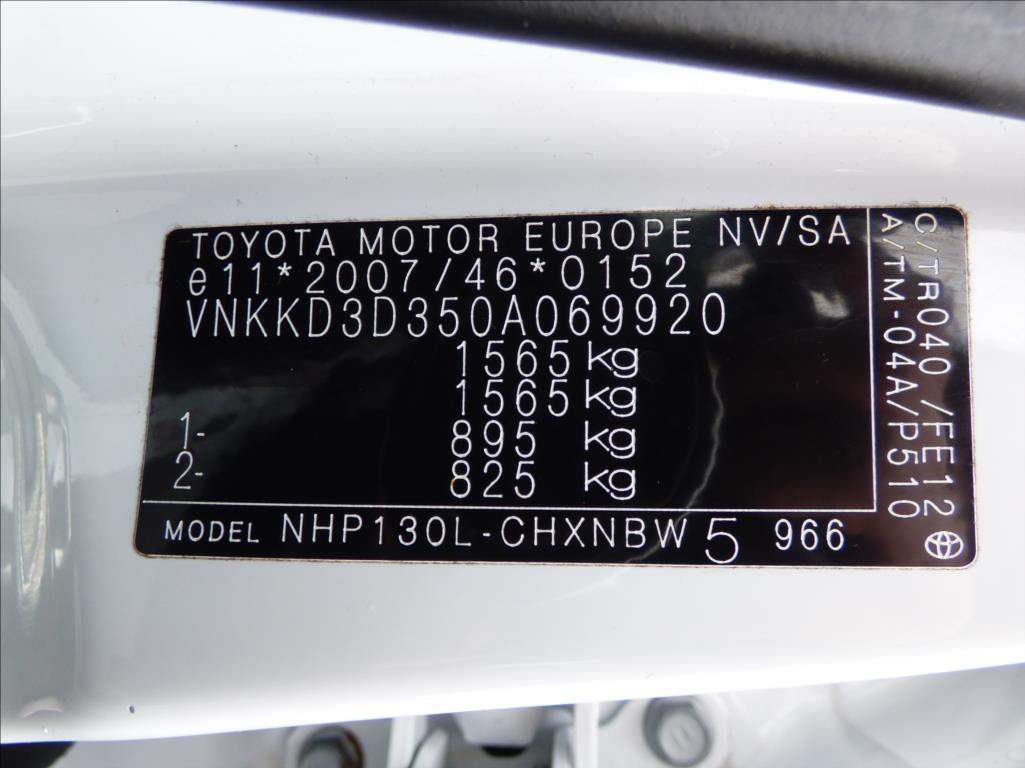 TOYOTA MOTOR EUROPE NV/SA
e11*2007/46*0152
VNKKD3D350A069920
1565 kg
1565 kg
1- 895 kg
2- 825 kg
MODEL NHP130L-CHXNBW 5 966
C/TR040 /FE12
A/TM-04A/P510